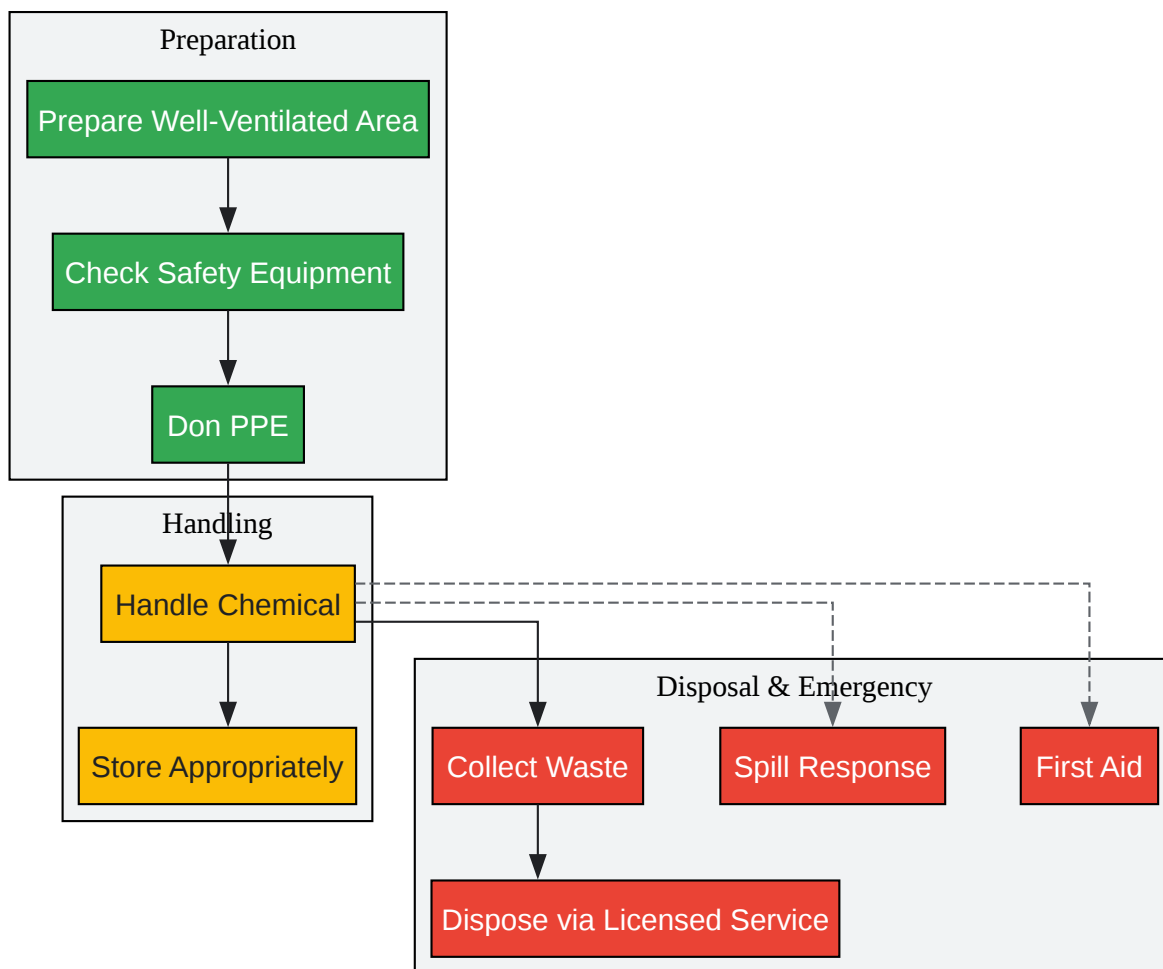 Preparation
Prepare Well-Ventilated Area
Check Safety Equipment
Don PPE
Handling
Handle Chemical
Store Appropriately
Disposal & Emergency
Collect Waste
Spill Response
First Aid
Dispose via Licensed Service